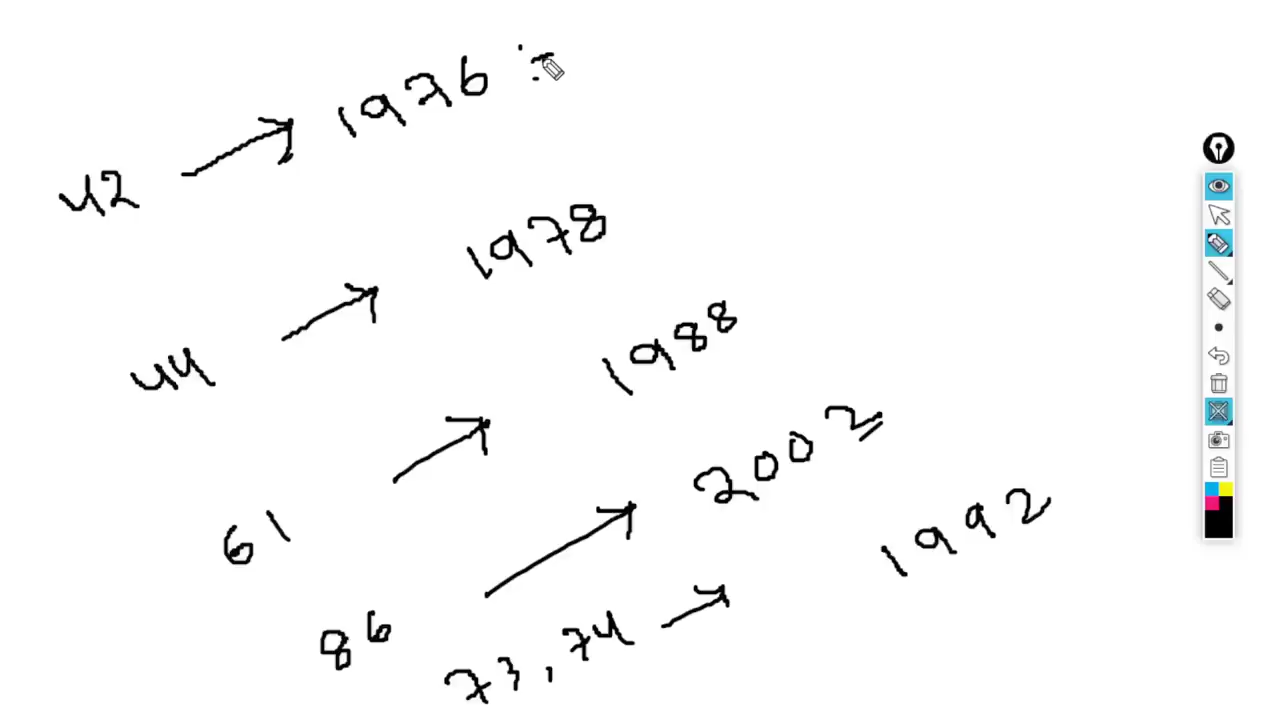 42 → 1976 :
44 → 1978
61 → 1988
86 → 2002
73, 74 → 1992